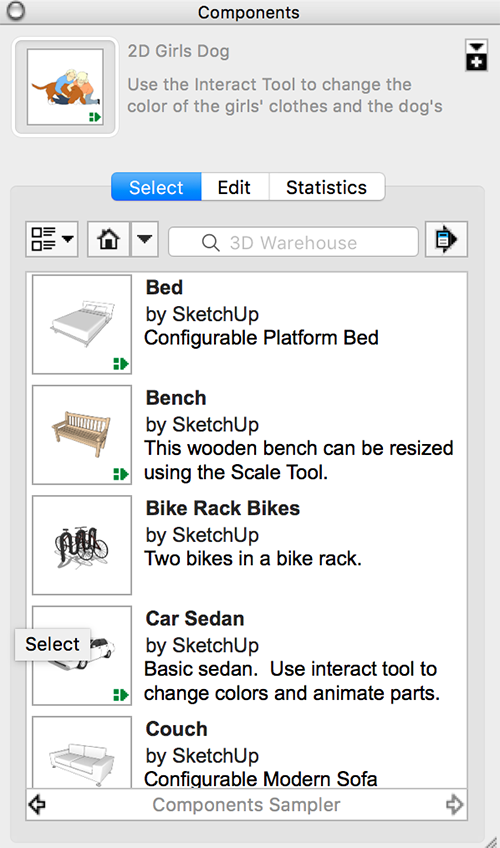 Components
2D Girls Dog
Use the Interact Tool to change the
color of the girls' clothes and the dog's
Select
Edit
Statistics
3D Warehouse
Bed
by SketchUp
Configurable Platform Bed
Bench
by SketchUp
This wooden bench can be resized
using the Scale Tool.
Bike Rack Bikes
by SketchUp
Two bikes in a bike rack.
Car Sedan
by SketchUp
Basic sedan.  Use interact tool to
change colors and animate parts.
Select
Couch
by SketchUp
Configurable Modern Sofa
Components Sampler